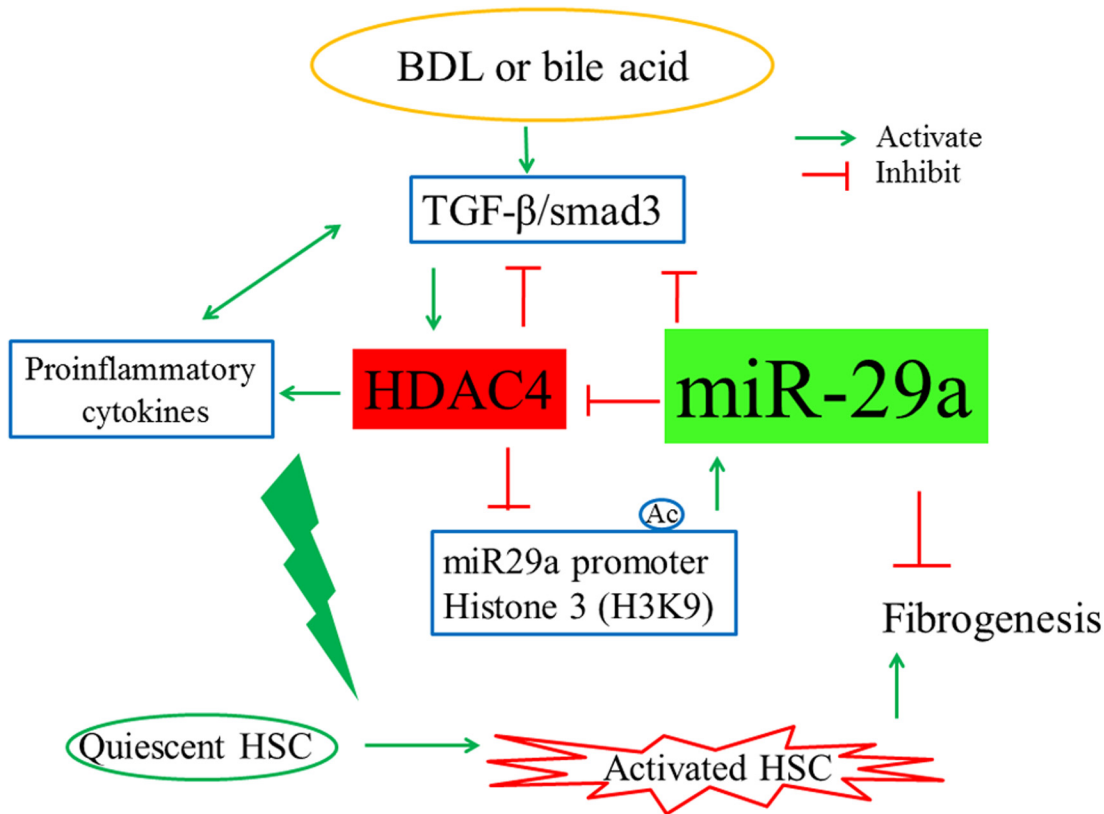 BDL or bile acid
Activate
Inhibit
TGF-β/smad3
Proinflammatory
cytokines
HDAC4
miR-29a
Ac
miR29a promoter
Histone 3 (H3K9)
Fibrogenesis
Quiescent HSC
Activated HSC